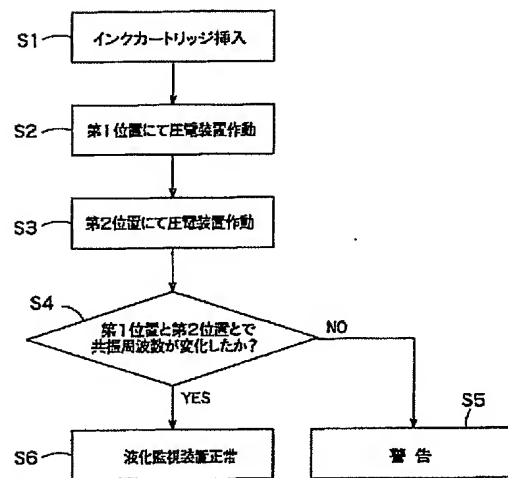 S1
インクカートリッジ挿入
S2
第1位置にて圧電装置作動
S3
第2位置にて圧電装置作動
S4
第1位置と第2位置とで
共振周波数が変化したか?
NO
YES
S5
警告
S6
液化監視装置正常